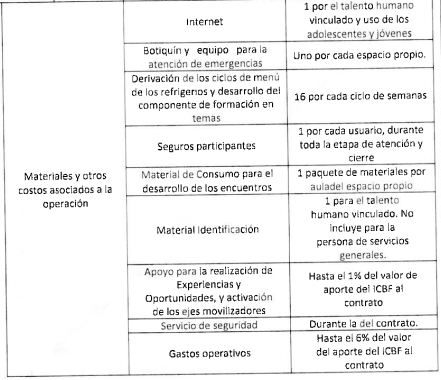 Internet
1 por el talento humano
vinculado y uso de los
adolescentes y jóvenes
Botiquín y equipo para la
atención de emergencias
Uno por cada espacio propio.
Derivación de los ciclos de menú
de los refrigerios y desarrollo del
componente de formación en
temas
16 por cada ciclo de semanas
Seguros participantes
1 por cada usuario, durante
toda la etapa de atención y
cierre
Materiales y otros
costos asociados a la
operación
Material de Consumo para el
desarrollo de los encuentros
1 paquete de materiales por
auladel espacio propio
Material Identificación
1 para el talento
humano vinculado. No
incluye para la
persona de servicios
generales.
Apoyo para la realización de
Experiencias y
Oportunidades, y activación
de los ejes movilizadores
Hasta el 1% del valor de
aporte del ICBF al
contrato
Servicio de seguridad
Durante la del contrato.
Gastos operativos
Hasta el 6% del valor
del aporte del ICBF al
contrato